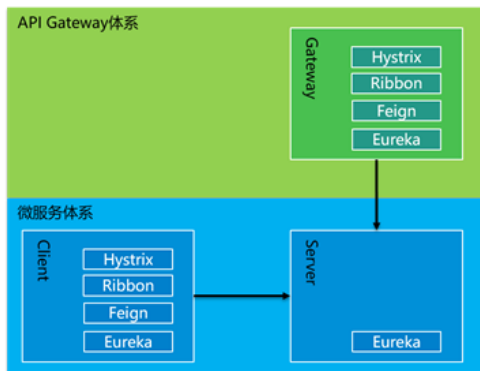 API Gateway体系
Gateway
Hystrix
Ribbon
Feign
Eureka
微服务体系
Client
Hystrix
Ribbon
Feign
Eureka
Server
Eureka